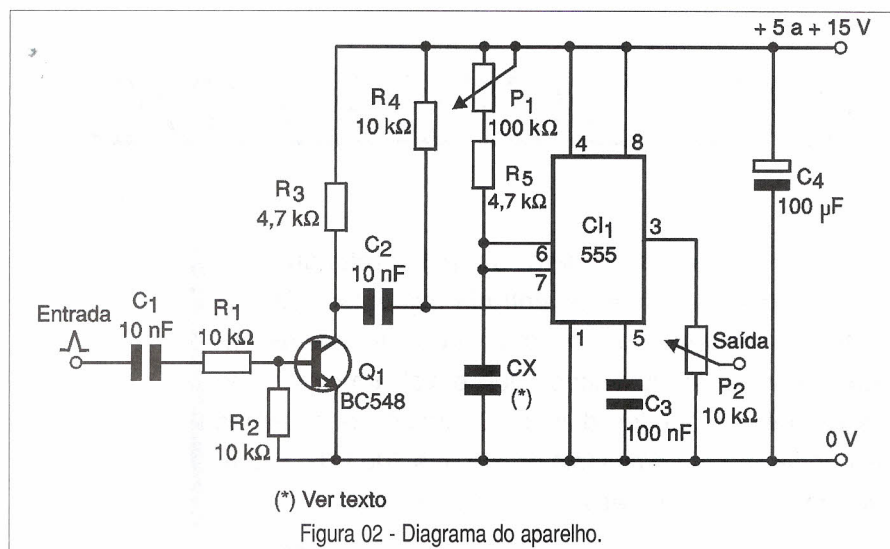 + 5 a + 15 V
R4
10 kΩ
P1
100 kΩ
4
8
R3
4,7 kΩ
R5
4,7 kΩ
C4
100 µF
CI1
555
3
6
7
C2
10 nF
Entrada
C1
10 nF
R1
10 kΩ
1
5
Saída
Q1
BC548
CX
(*)
P2
10 kΩ
R2
10 kΩ
C3
100 nF
0 V
(*) Ver texto
Figura 02 - Diagrama do aparelho.